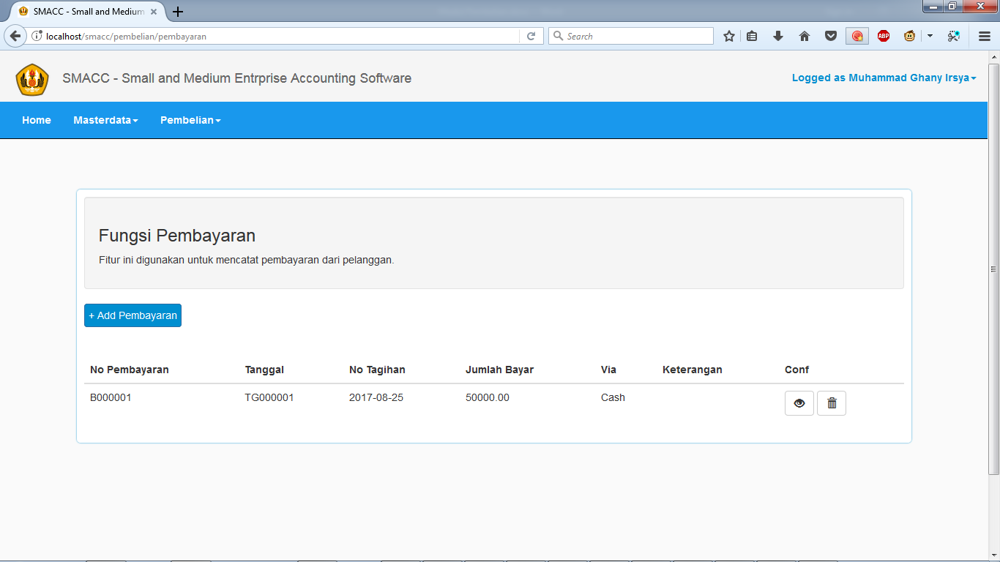 SMACC - Small and Medium
localhost/smacc/pembelian/pembayaran
Search
ABP
SMACC - Small and Medium Entrprise Accounting Software
Logged as Muhammad Ghany Irsya
Home Masterdata Pembelian
Fungsi Pembayaran
Fitur ini digunakan untuk mencatat pembayaran dari pelanggan.
+ Add Pembayaran
No Pembayaran Tanggal No Tagihan Jumlah Bayar Via Keterangan Conf
B000001 TG000001 2017-08-25 50000.00 Cash